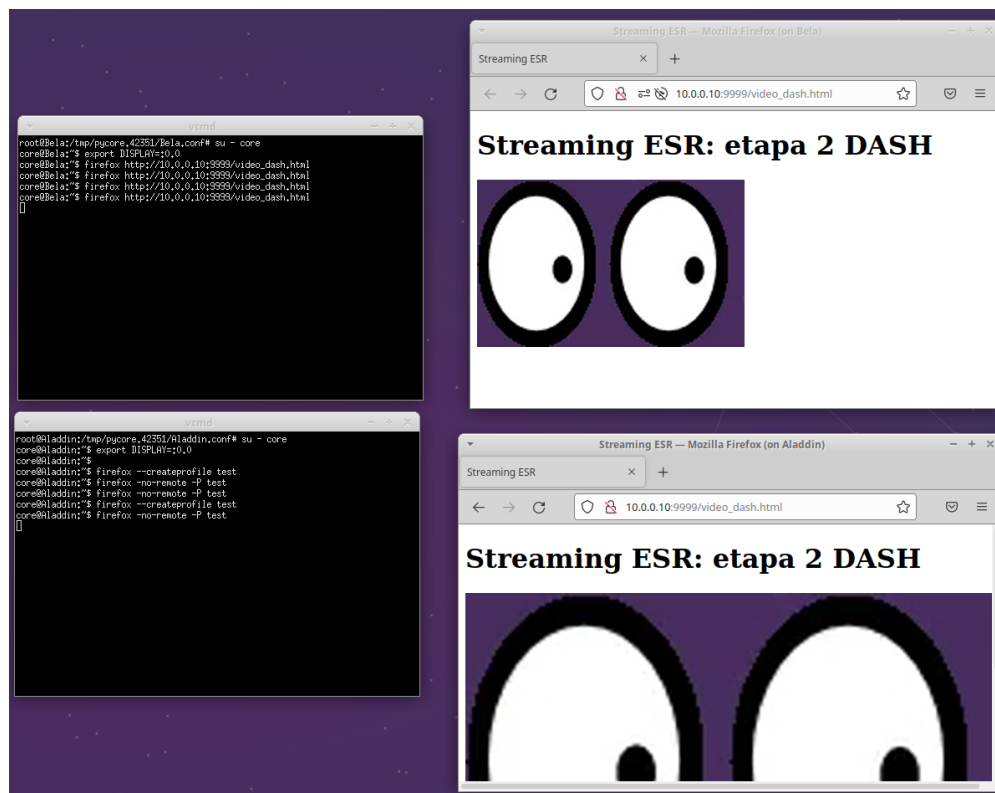 vcmd
root@Bela:/tmp/pycore.42351/Bela.conf# su - core
core@Bela:~$ export DISPLAY=:0.0
core@Bela:~$ firefox http://10.0.0.10:9999/video_dash.html
core@Bela:~$ firefox http://10.0.0.10:9999/video_dash.html
core@Bela:~$ firefox http://10.0.0.10:9999/video_dash.html
core@Bela:~$ firefox http://10.0.0.10:9999/video_dash.html
Streaming ESR — Mozilla Firefox (on Bela)
Streaming ESR
10.0.0.10:9999/video_dash.html
Streaming ESR: etapa 2 DASH
vcmd
root@Aladdin:/tmp/pycore.42351/Aladdin.conf# su - core
core@Aladdin:~$ export DISPLAY=:0.0
core@Aladdin:~$
core@Aladdin:~$ firefox --createprofile test
core@Aladdin:~$ firefox -no-remote -P test
core@Aladdin:~$ firefox -no-remote -P test
core@Aladdin:~$ firefox --createprofile test
core@Aladdin:~$ firefox -no-remote -P test
Streaming ESR — Mozilla Firefox (on Aladdin)
Streaming ESR
10.0.0.10:9999/video_dash.html
Streaming ESR: etapa 2 DASH